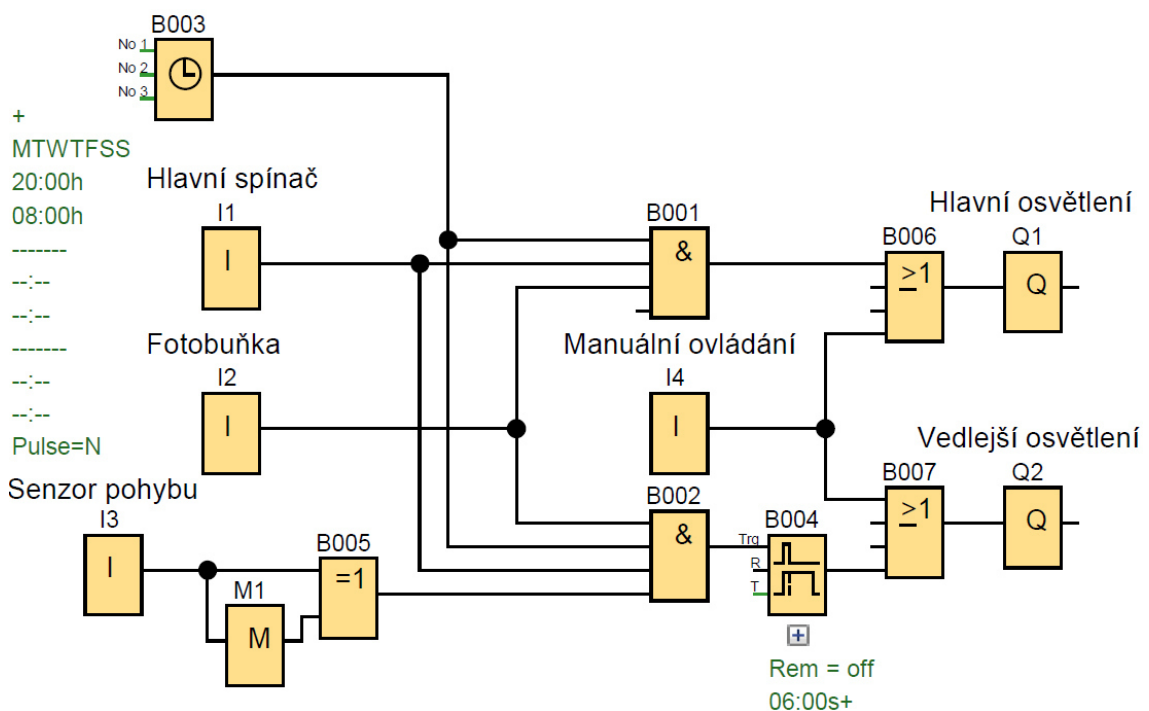 B003
No 1
No 2
No 3
+
MTWTFSS
20:00h
08:00h
-------
--:--
--:--
-------
--:--
--:--
Pulse=N
Hlavní spínač
I1
I
B001
&
Hlavní osvětlení
B006
>1
Q1
Q
Fotobuňka
I2
I
Manuální ovládání
I4
I
Vedlejší osvětlení
B007
>1
Q2
Q
Senzor pohybu
I3
I
M1
M
B005
=1
B002
&
B004
Trg
R
T
+
Rem = off
06:00s+